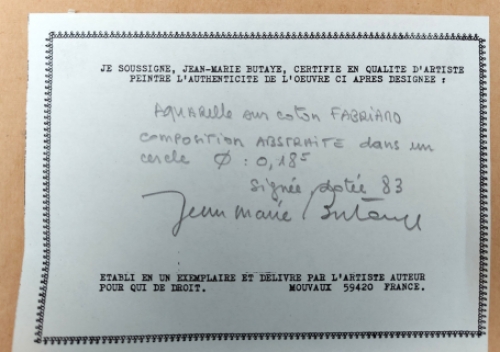 JE SOUSSIGNE, JEAN-MARIE BUTAYE, CERTIFIE EN QUALITE D'ARTISTE
PEINTRE L'AUTHENTICITE DE L'OEUVRE CI APRES DESIGNEE :
AQUARelle sur coton FABRIANO
COMPOSITION ABSTRAITE dans un
cercle Ø : 0,18⁵
signée, datée 83
Jean Marie Butaye
ETABLI EN UN EXEMPLAIRE ET DELIVRE PAR L'ARTISTE AUTEUR
POUR QUI DE DROIT. MOUVAUX 59420 FRANCE.